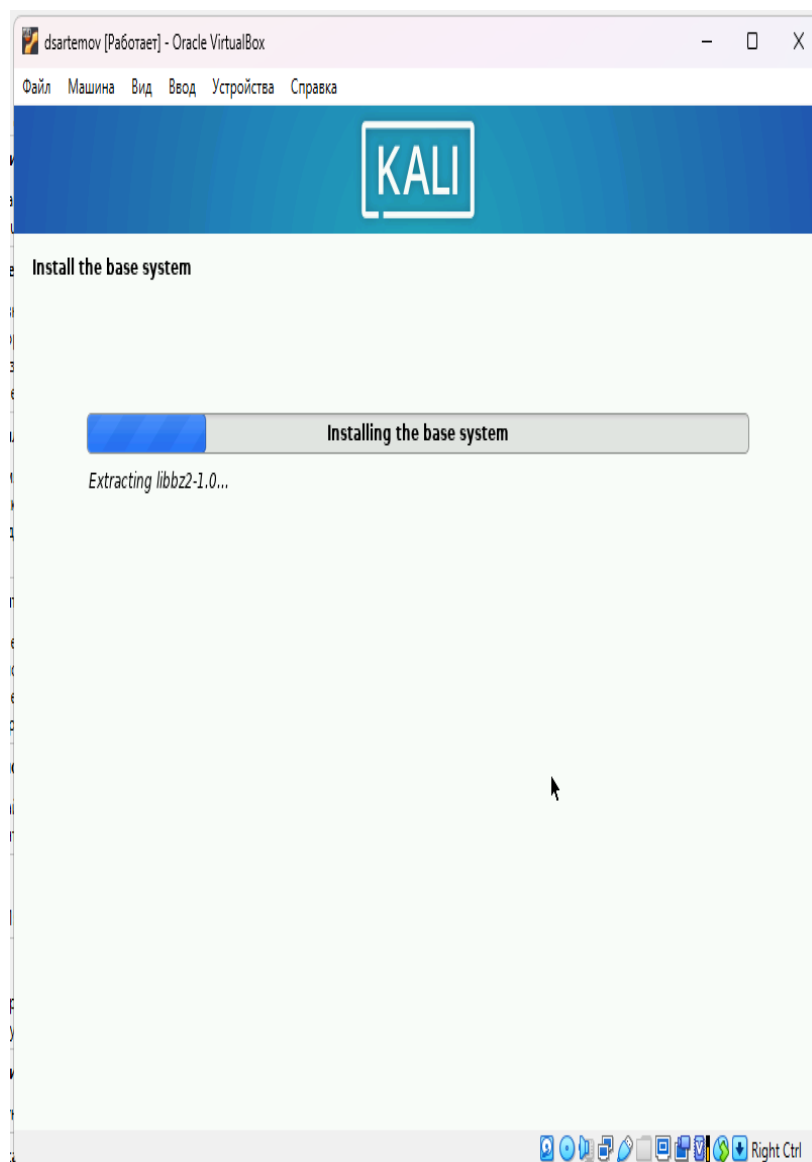 dsartemov [Работает] - Oracle VirtualBox
Файл Машина Вид Ввод Устройства Справка
KALI
Install the base system
Installing the base system
Extracting libbz2-1.0...
Right Ctrl